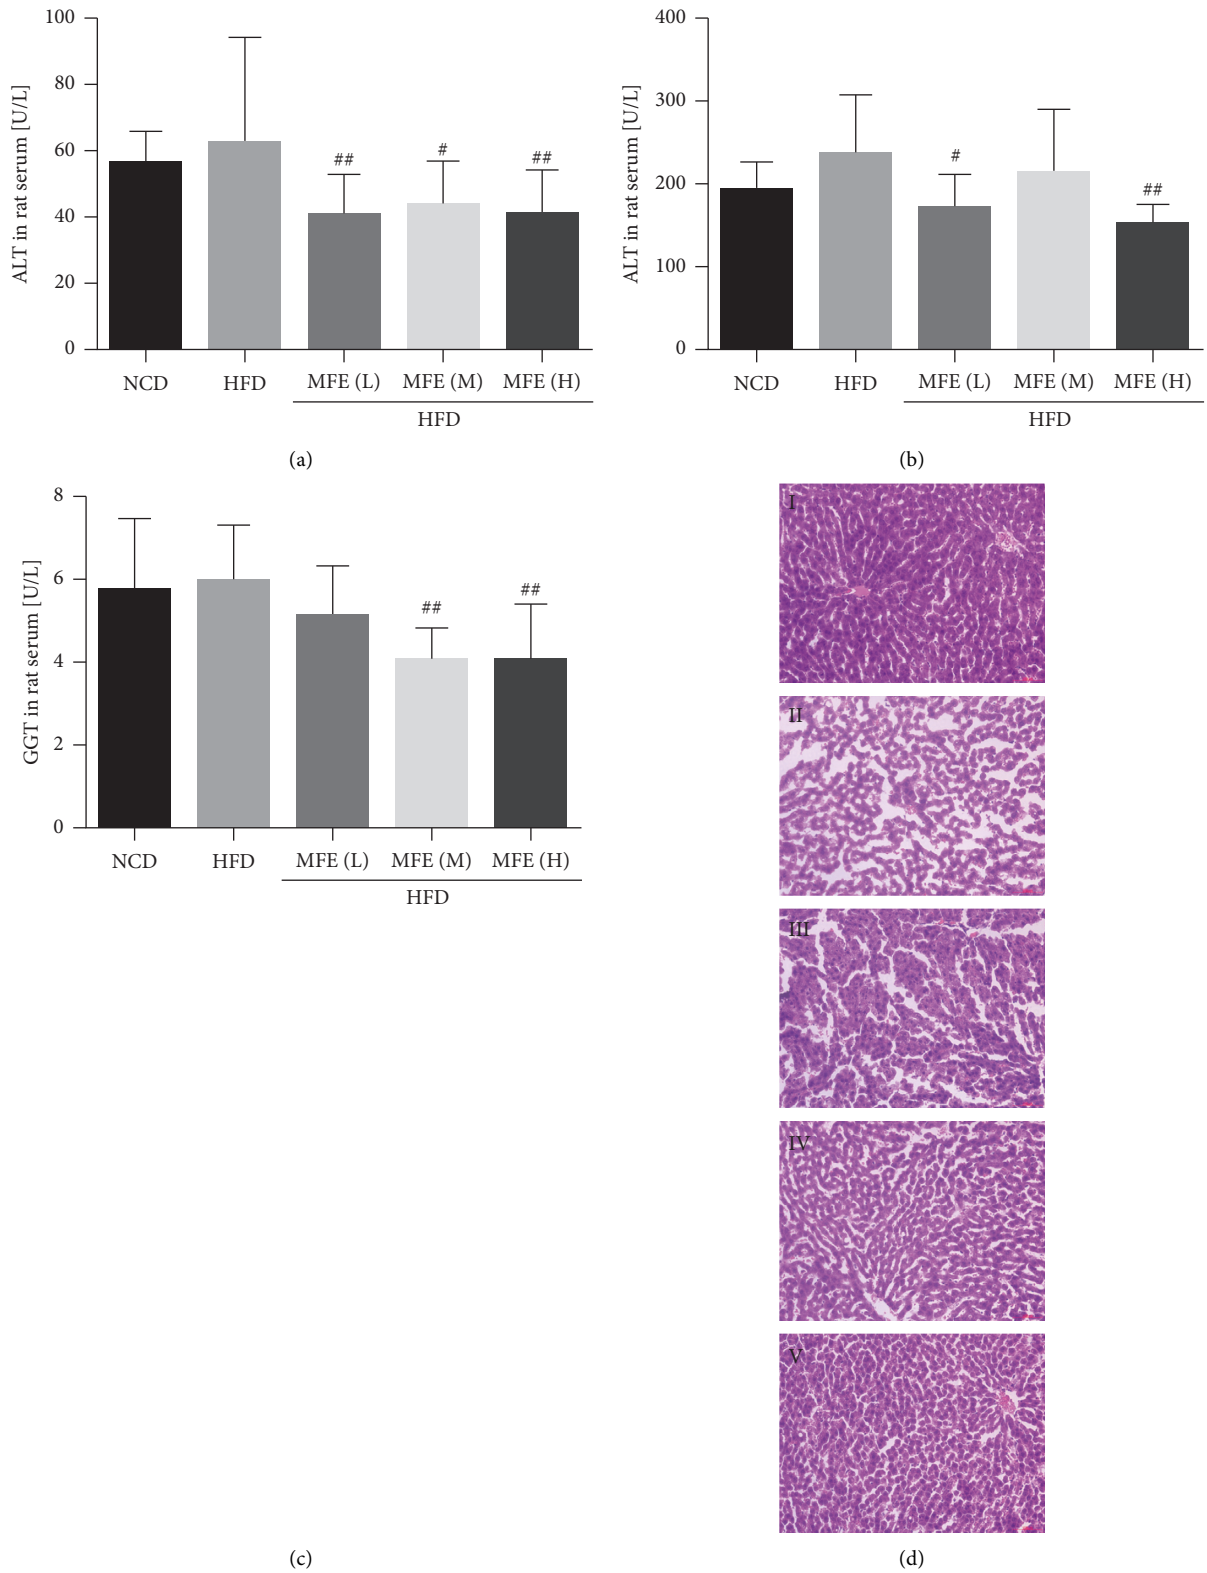 100
80
60
40
20
0
ALT in rat serum [U/L]
##
#
##
NCD
HFD
MFE (L)
MFE (M)
MFE (H)
HFD
(a)
400
300
200
100
0
ALT in rat serum [U/L]
#
##
NCD
HFD
MFE (L)
MFE (M)
MFE (H)
HFD
(b)
8
6
4
2
0
GGT in rat serum [U/L]
##
##
NCD
HFD
MFE (L)
MFE (M)
MFE (H)
HFD
(c)
I
II
III
IV
V
(d)